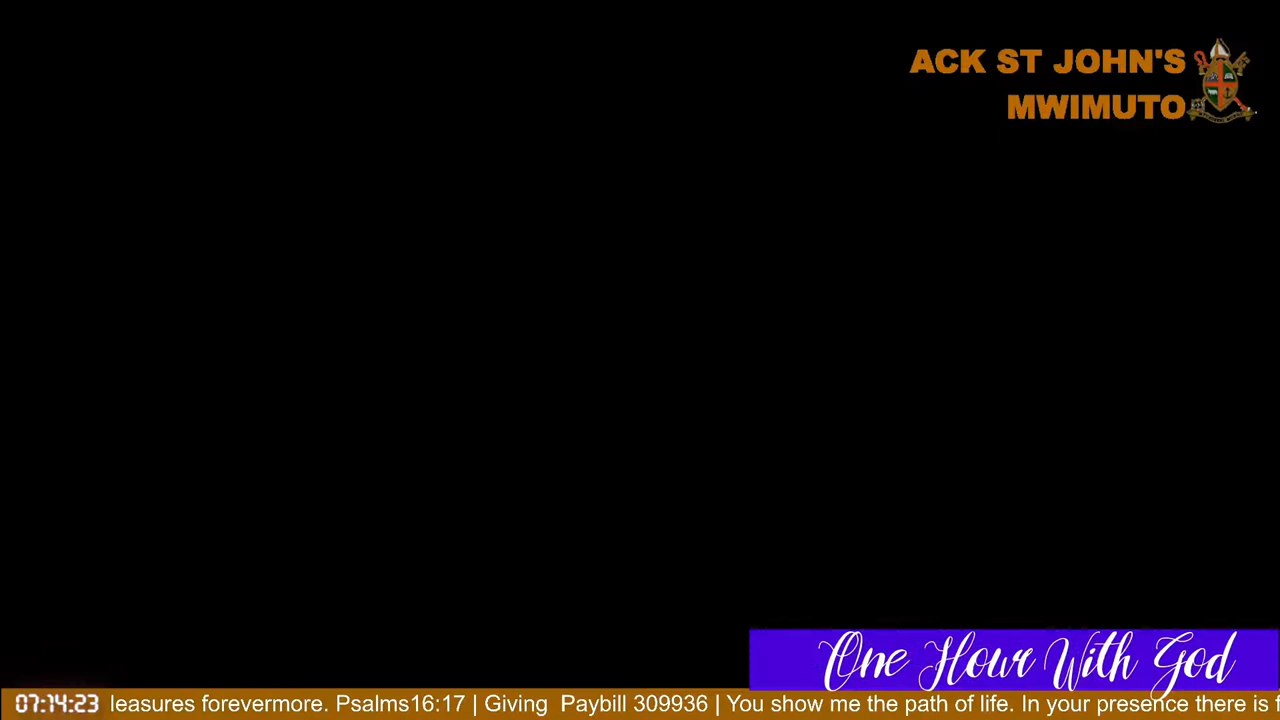 ACK ST JOHN'S
MWIMUTO
One Hour With God
07:14:23 leasures forevermore. Psalms16:17 | Giving  Paybill 309936 | You show me the path of life. In your presence there is f